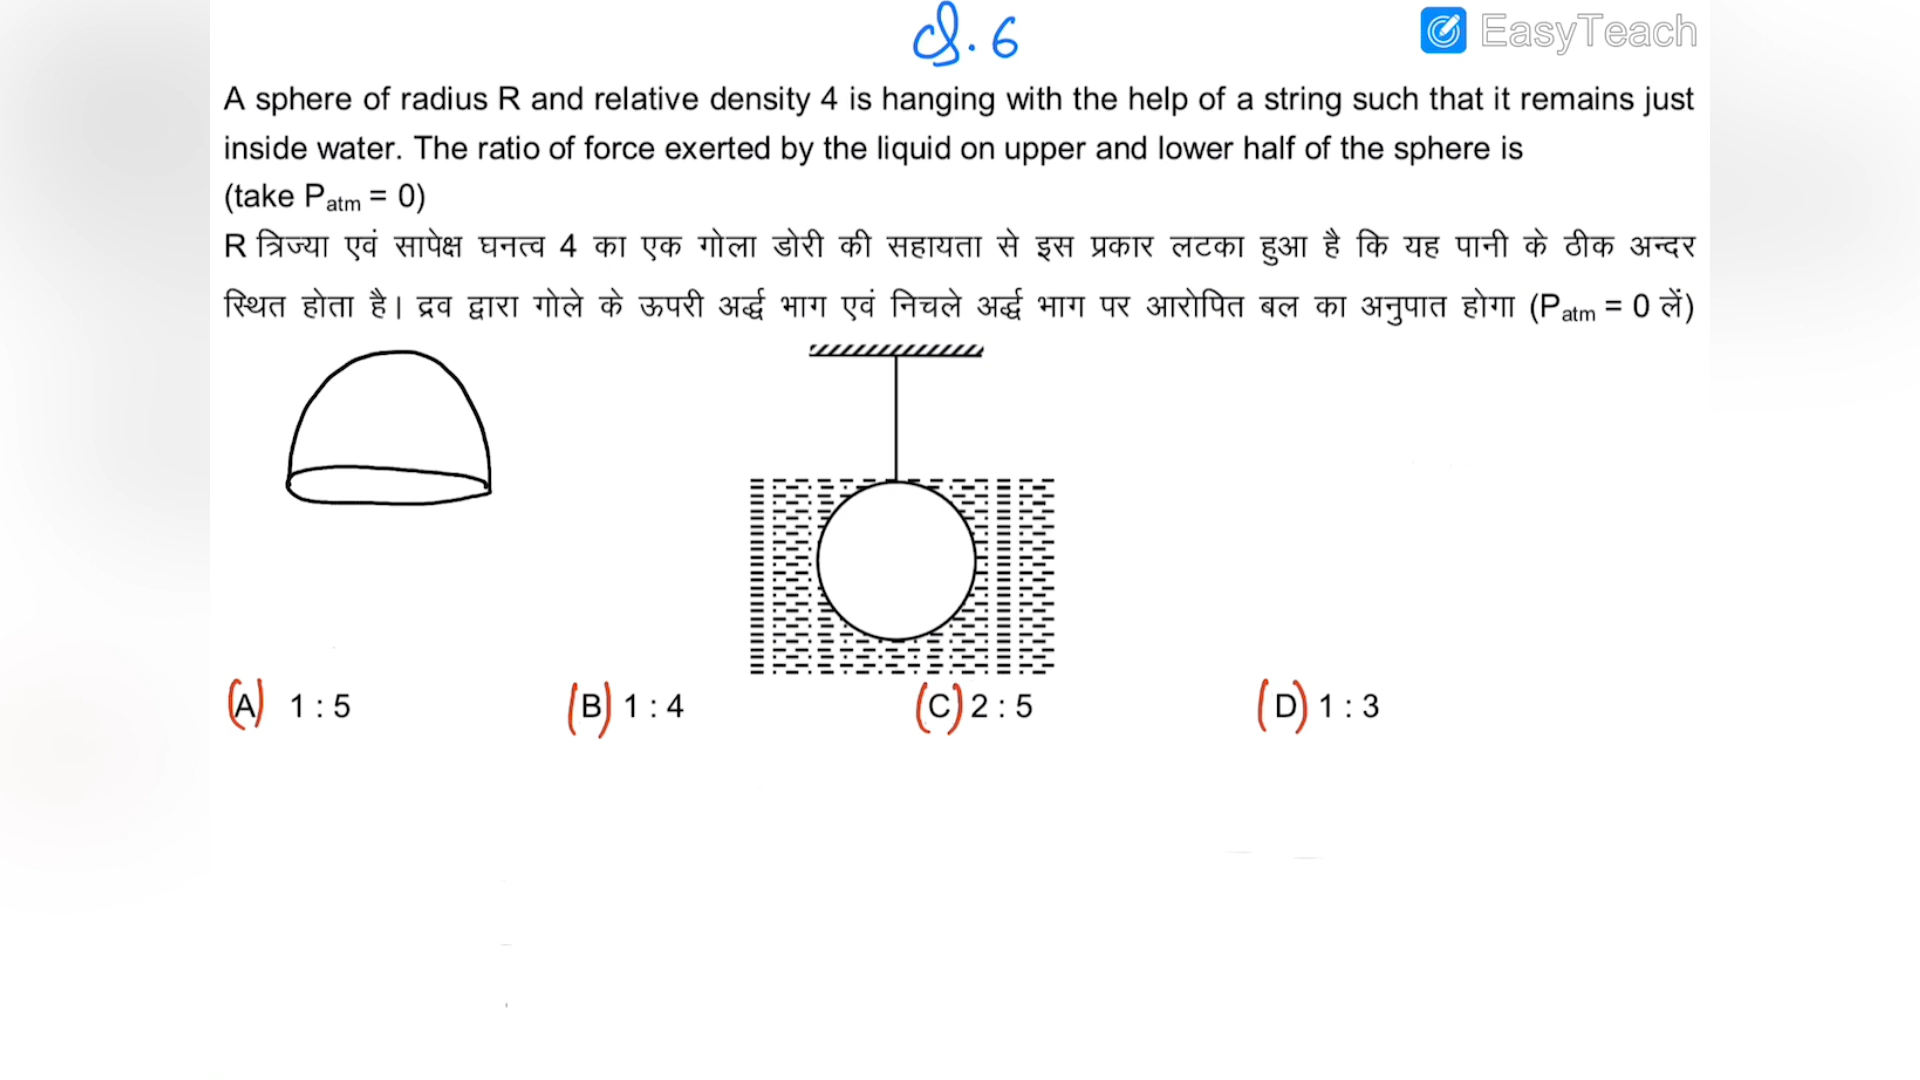 Q. 6
EasyTeach
A sphere of radius R and relative density 4 is hanging with the help of a string such that it remains just
inside water. The ratio of force exerted by the liquid on upper and lower half of the sphere is
(take Patm = 0)
R त्रिज्या एवं सापेक्ष घनत्व 4 का एक गोला डोरी की सहायता से इस प्रकार लटका हुआ है कि यह पानी के ठीक अन्दर
स्थित होता है। द्रव द्वारा गोले के ऊपरी अर्द्ध भाग एवं निचले अर्द्ध भाग पर आरोपित बल का अनुपात होगा (Patm = 0 लें)
(A) 1 : 5 (B) 1 : 4 (C) 2 : 5 (D) 1 : 3